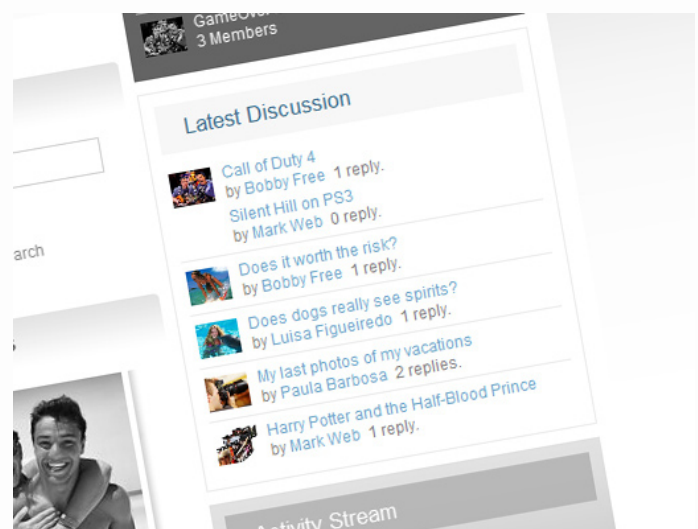 3 Members
Latest Discussion
Call of Duty 4
by Bobby Free 1 reply.
Silent Hill on PS3
by Mark Web 0 reply.
arch
Does it worth the risk?
by Bobby Free 1 reply.
Does dogs really see spirits?
by Luisa Figueiredo 1 reply.
My last photos of my vacations
by Paula Barbosa 2 replies.
Harry Potter and the Half-Blood Prince
by Mark Web 1 reply.
Activity Stream